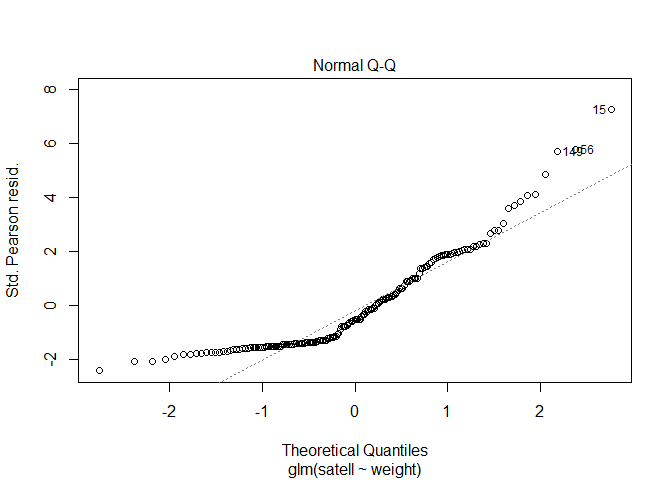 Normal Q-Q
Std. Pearson resid.
8
6
4
2
0
-2
15
149
56
-2 -1 0 1 2
Theoretical Quantiles
glm(satell ~ weight)